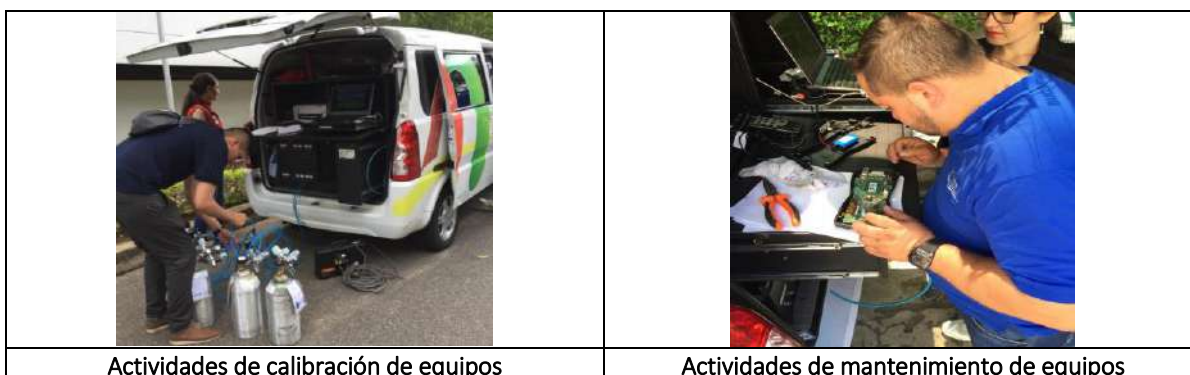 Actividades de calibración de equipos
Actividades de mantenimiento de equipos